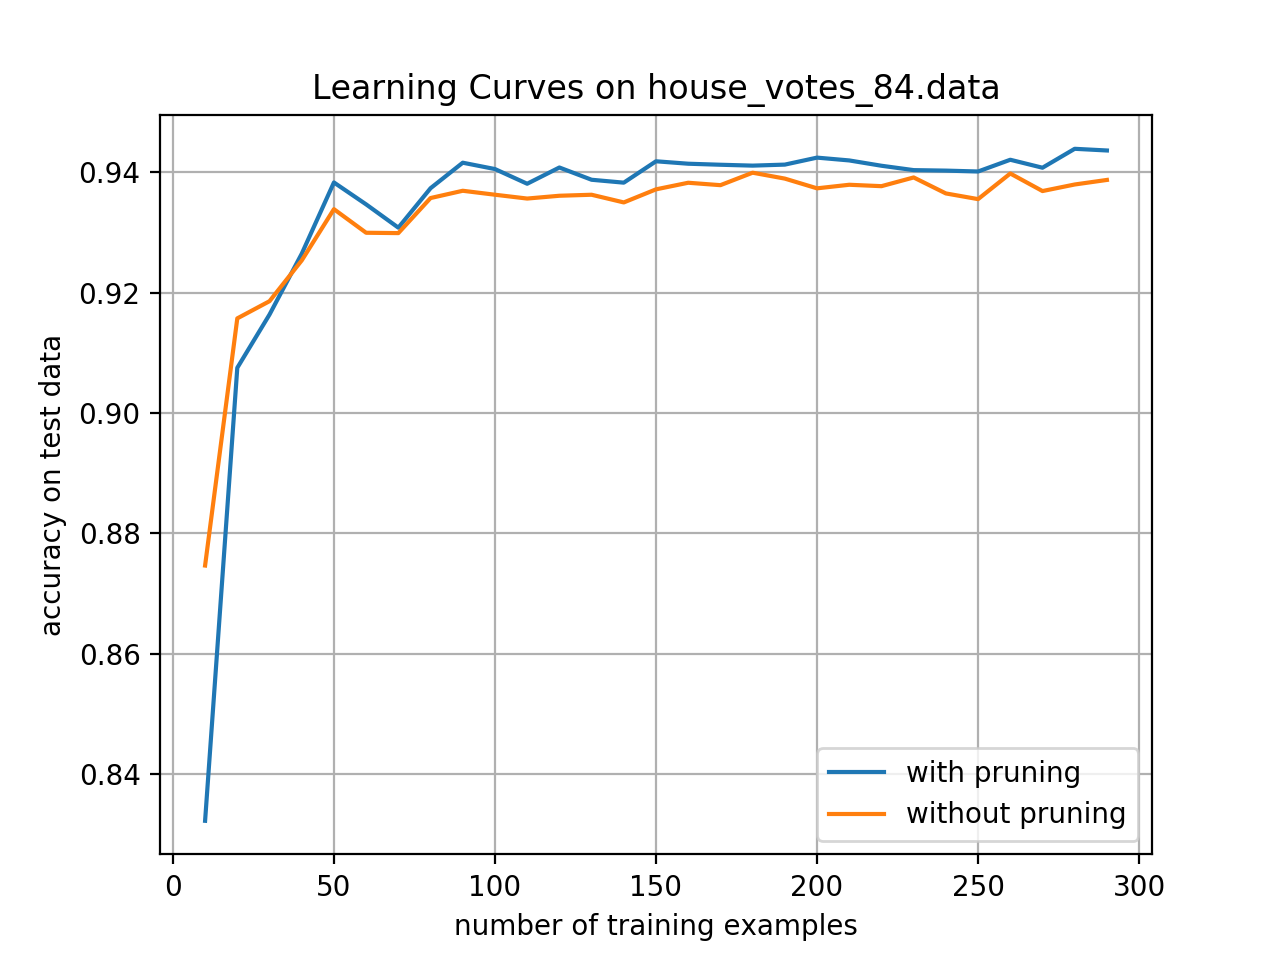 Learning Curves on house_votes_84.data
accuracy on test data
0.94
0.92
0.90
0.88
0.86
0.84
with pruning
without pruning
0 50 100 150 200 250 300
number of training examples